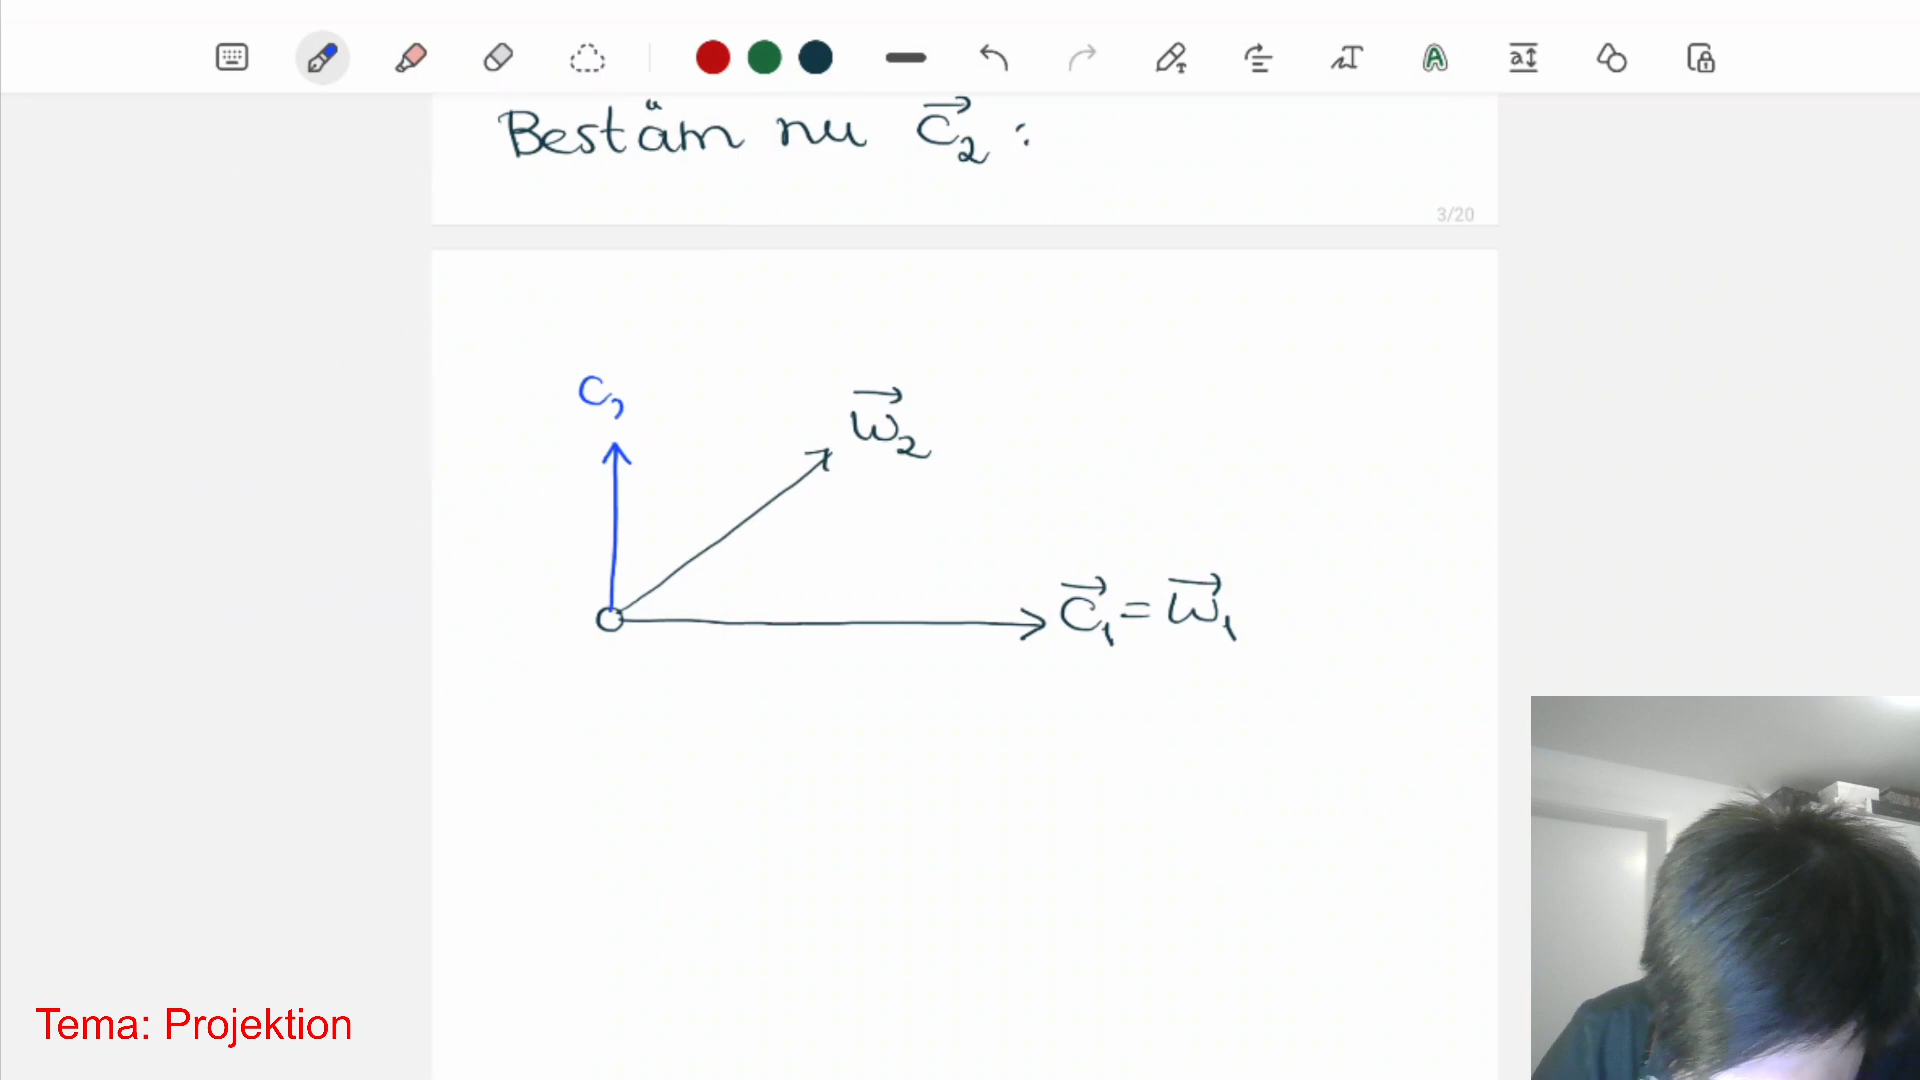 Bestäm nu c⃗₂ :
3/20
c₂
w⃗₂
c⃗₁ = w⃗₁
Tema: Projektion